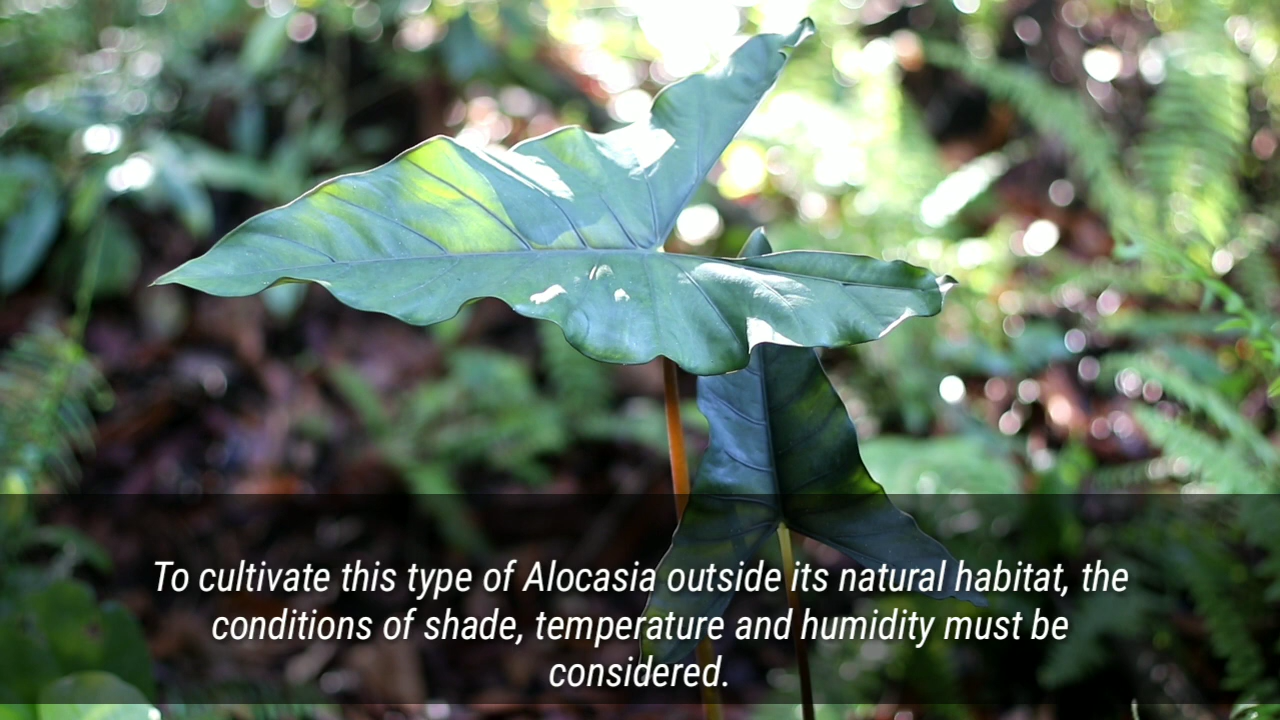 To cultivate this type of Alocasia outside its natural habitat, the
conditions of shade, temperature and humidity must be
considered.